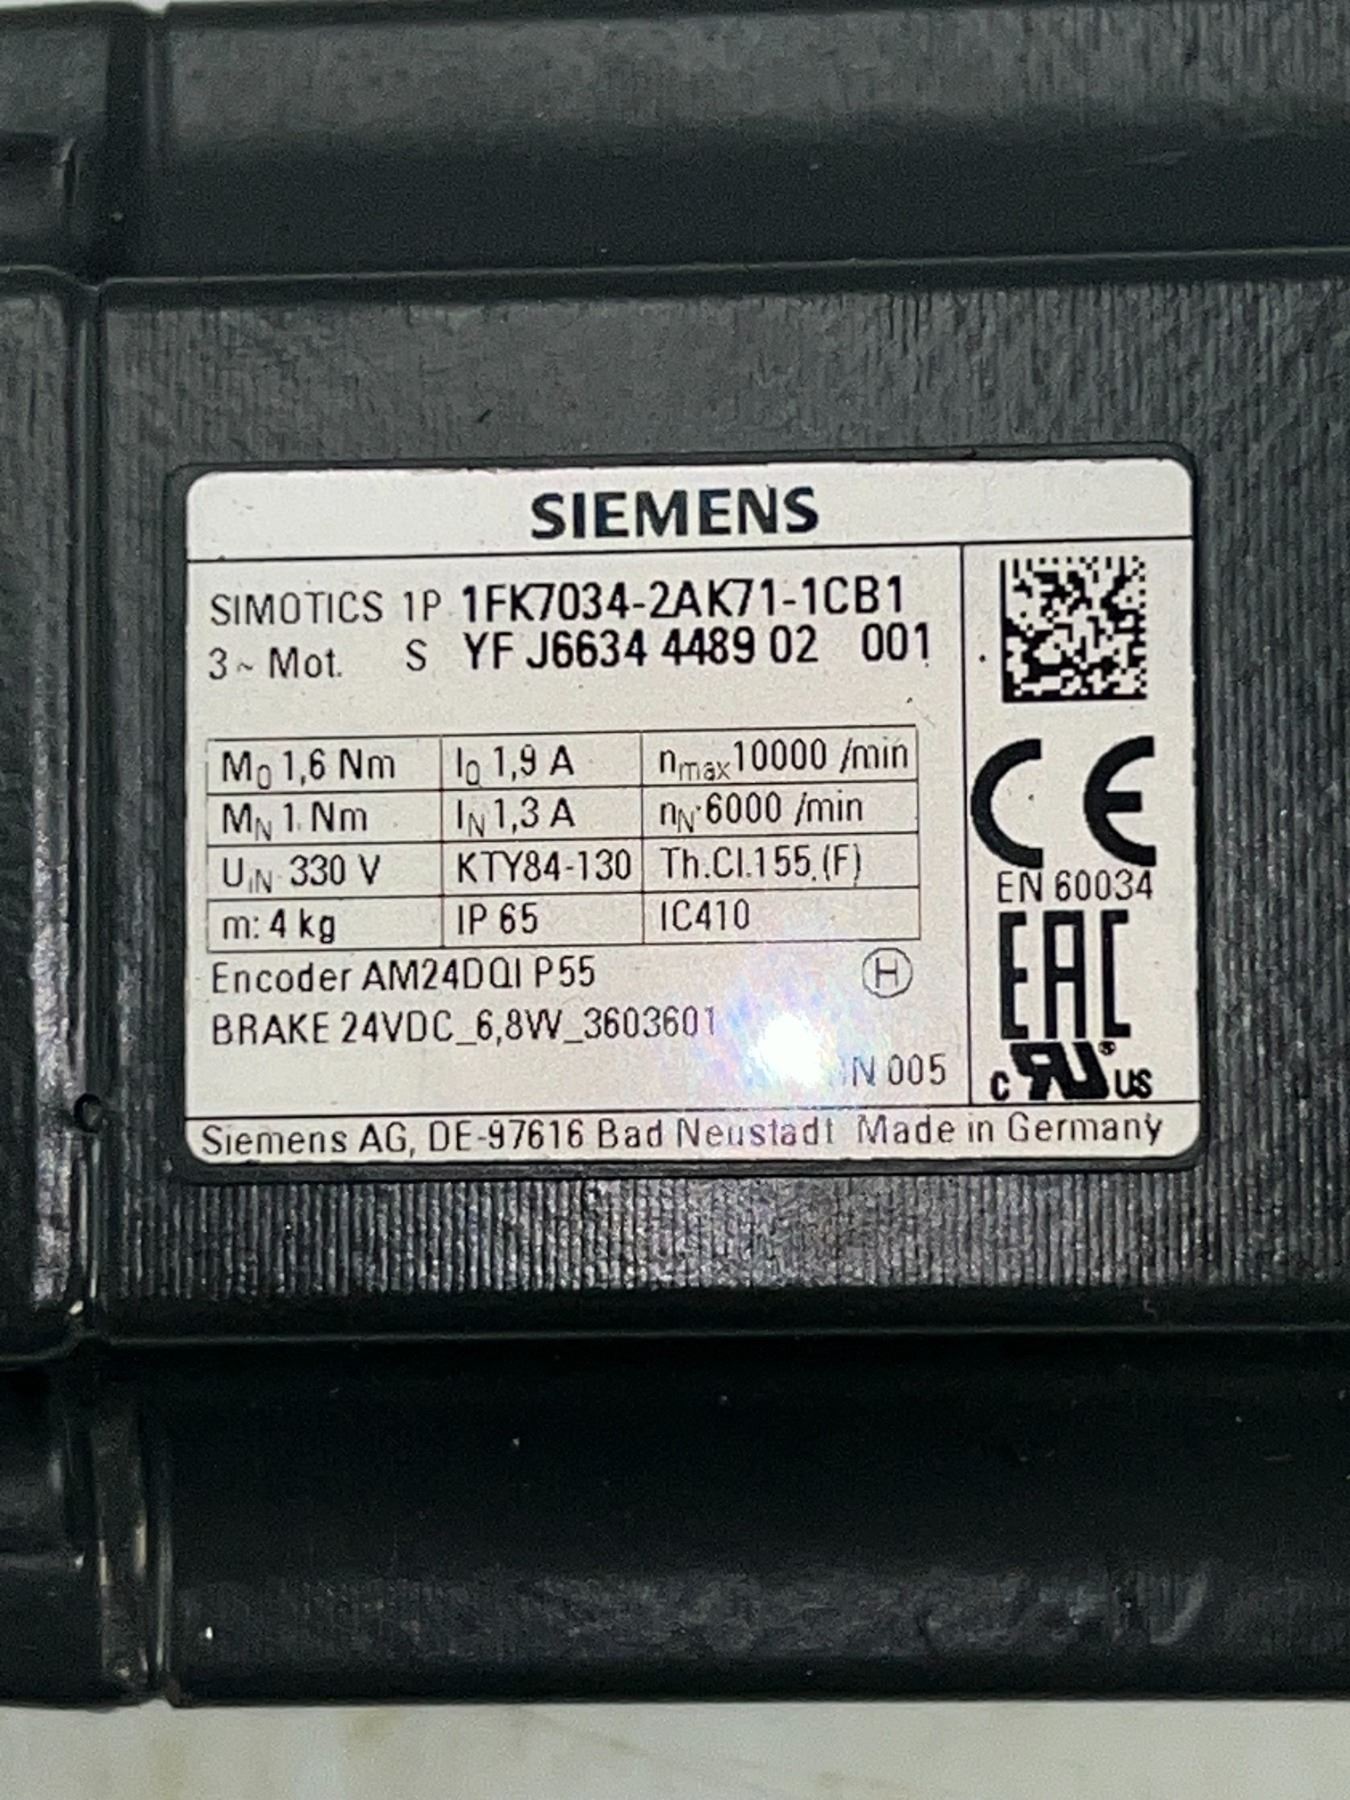 SIEMENS
SIMOTICS 1P 1FK7034-2AK71-1CB1
3 ~ Mot. S YF J6634 4489 02 001
M0 1,6 Nm I0 1,9 A nmax 10000 /min
MN 1 Nm IN 1,3 A nN 6000 /min
UIN 330 V KTY84-130 Th.Cl.155 (F)
m: 4 kg IP 65 IC410
Encoder AM24DQI P55 H
BRAKE 24VDC_6,8W_3603601
N 005
CE
EN 60034
EAC
c RU® US
Siemens AG, DE-97616 Bad Neustadt Made in Germany